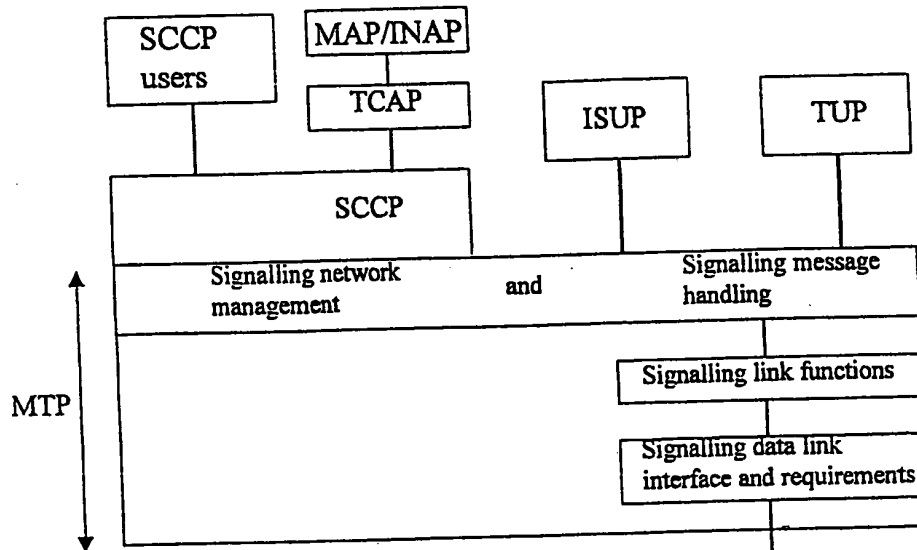 SCCP
users
MAP/INAP
TCAP
ISUP
TUP
SCCP
Signalling network
management
and
Signalling message
handling
MTP
Signalling link functions
Signalling data link
interface and requirements